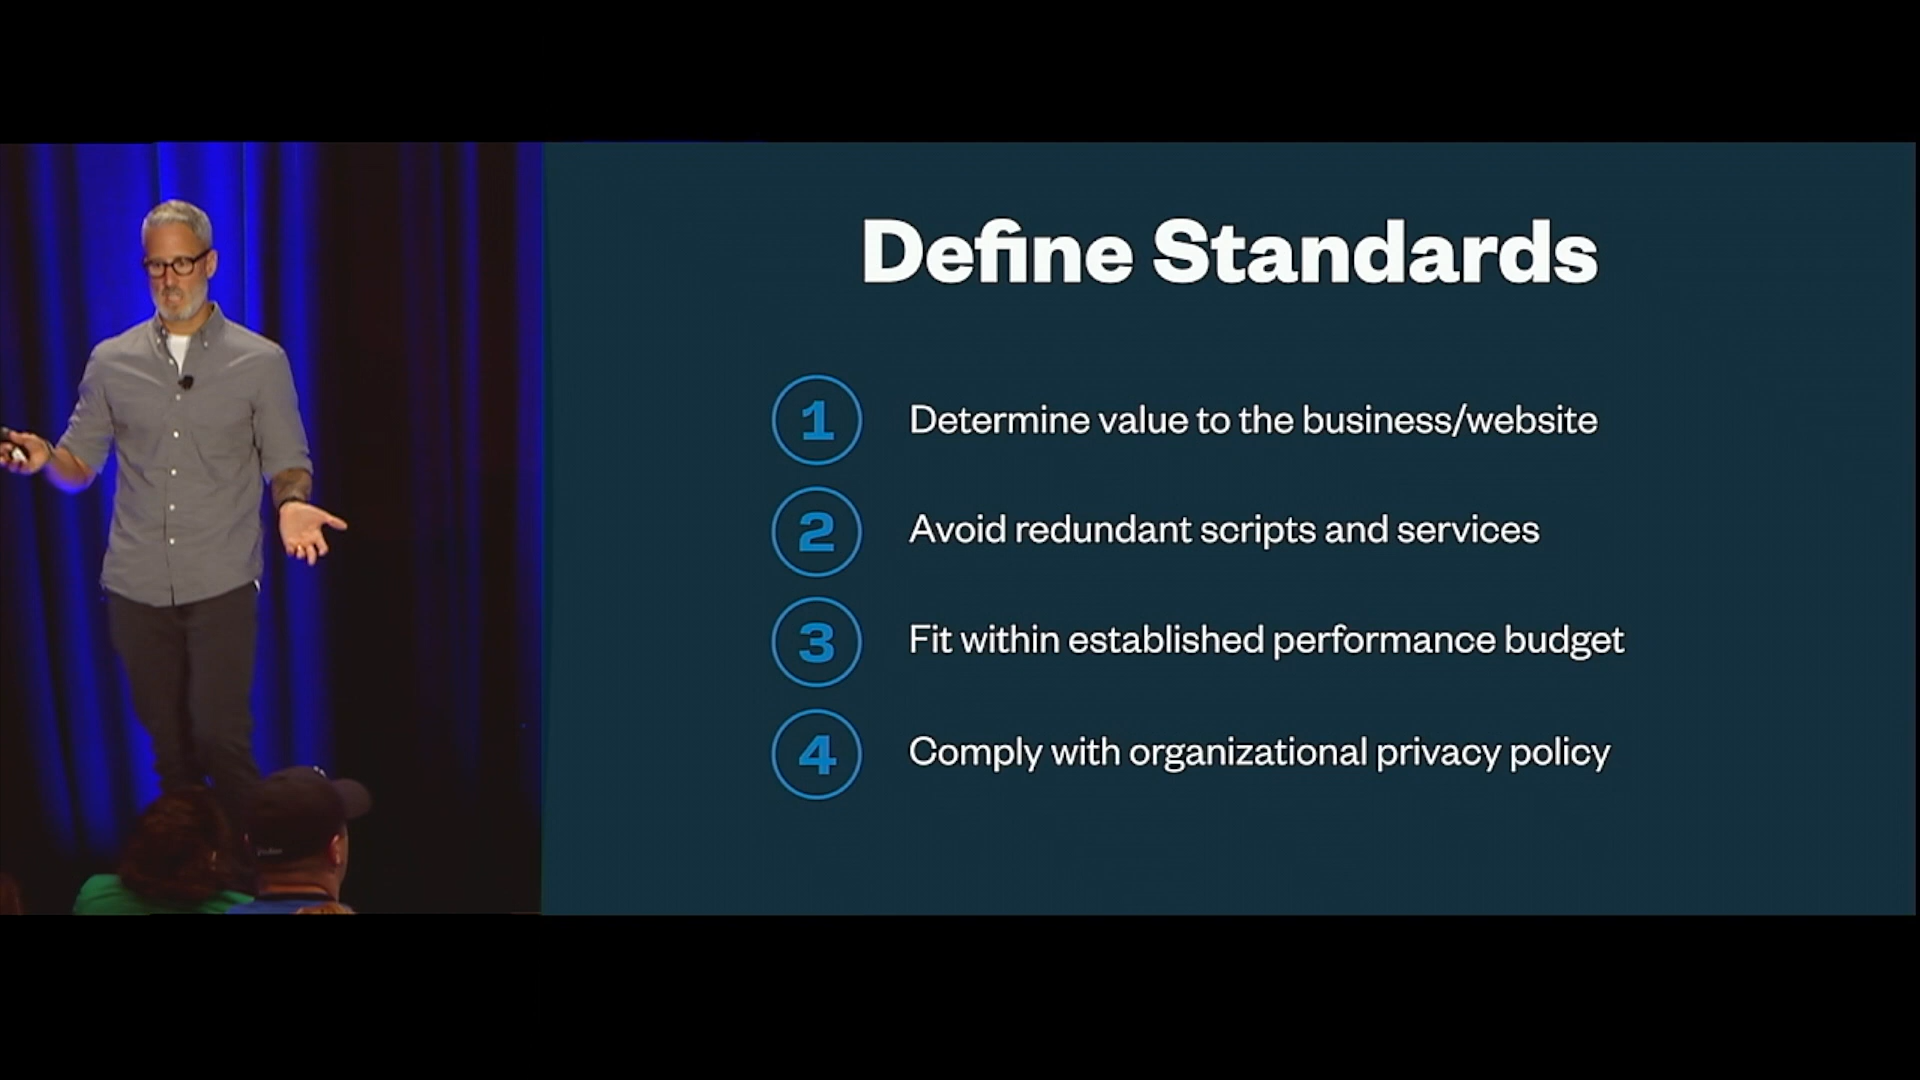 Define Standards
1 Determine value to the business/website
2 Avoid redundant scripts and services
3 Fit within established performance budget
4 Comply with organizational privacy policy